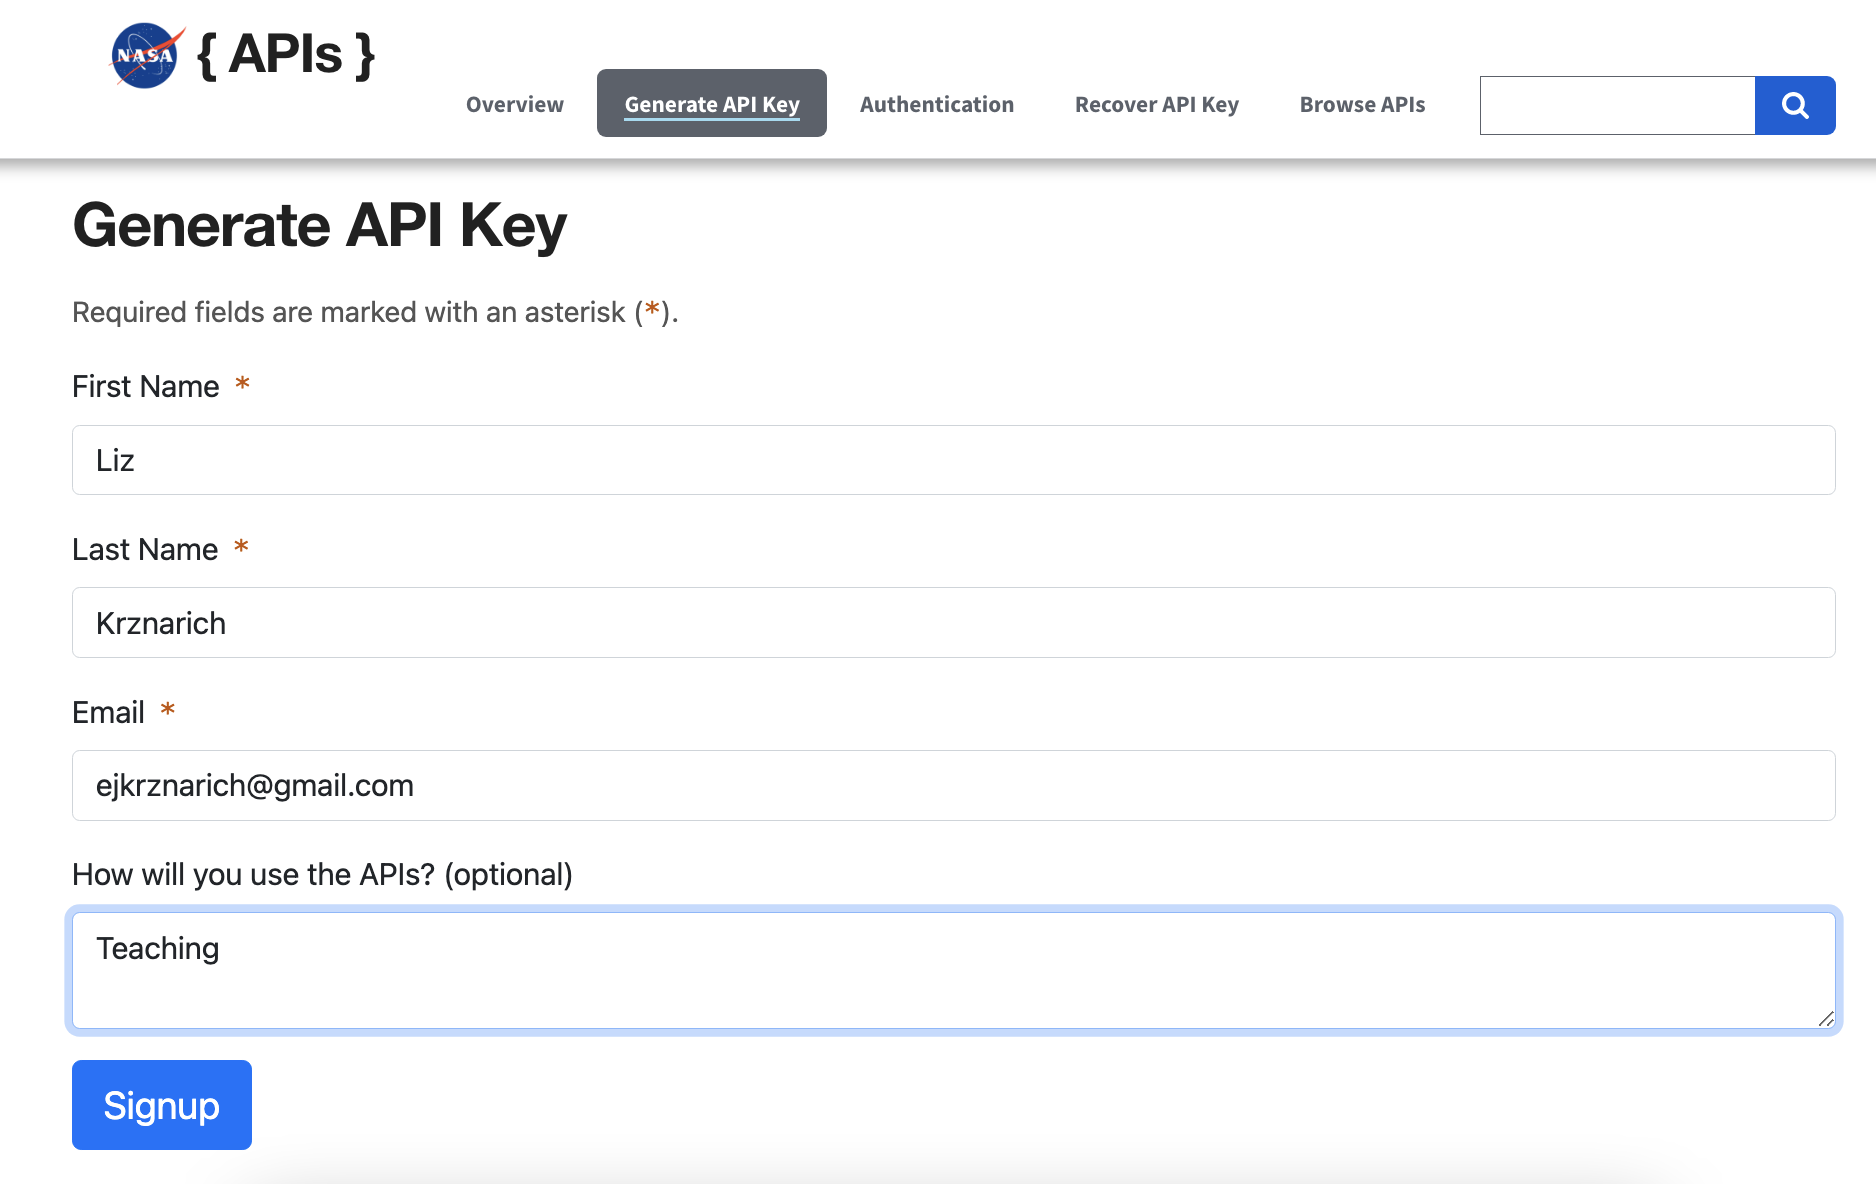 NASA { APIs }
Overview Generate API Key Authentication Recover API Key Browse APIs
Generate API Key
Required fields are marked with an asterisk (*).
First Name *
Liz
Last Name *
Krznarich
Email *
ejkrznarich@gmail.com
How will you use the APIs? (optional)
Teaching
Signup